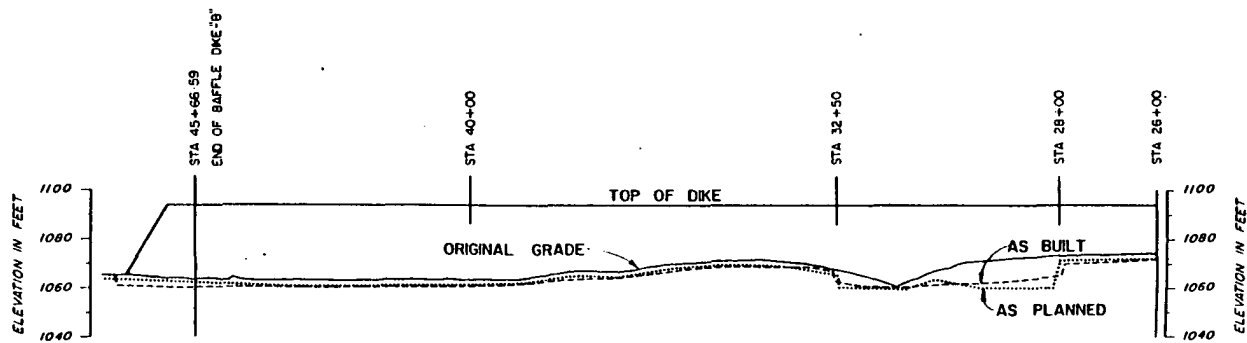 STA 45+66.59
END OF BAFFLE DIKE "B"
STA 40+00
STA 32+50
STA 28+00
STA 26+00
ELEVATION IN FEET
1100
1080
1060
1040
TOP OF DIKE
ORIGINAL GRADE
AS BUILT
AS PLANNED
1100
1080
1060
1040
ELEVATION IN FEET